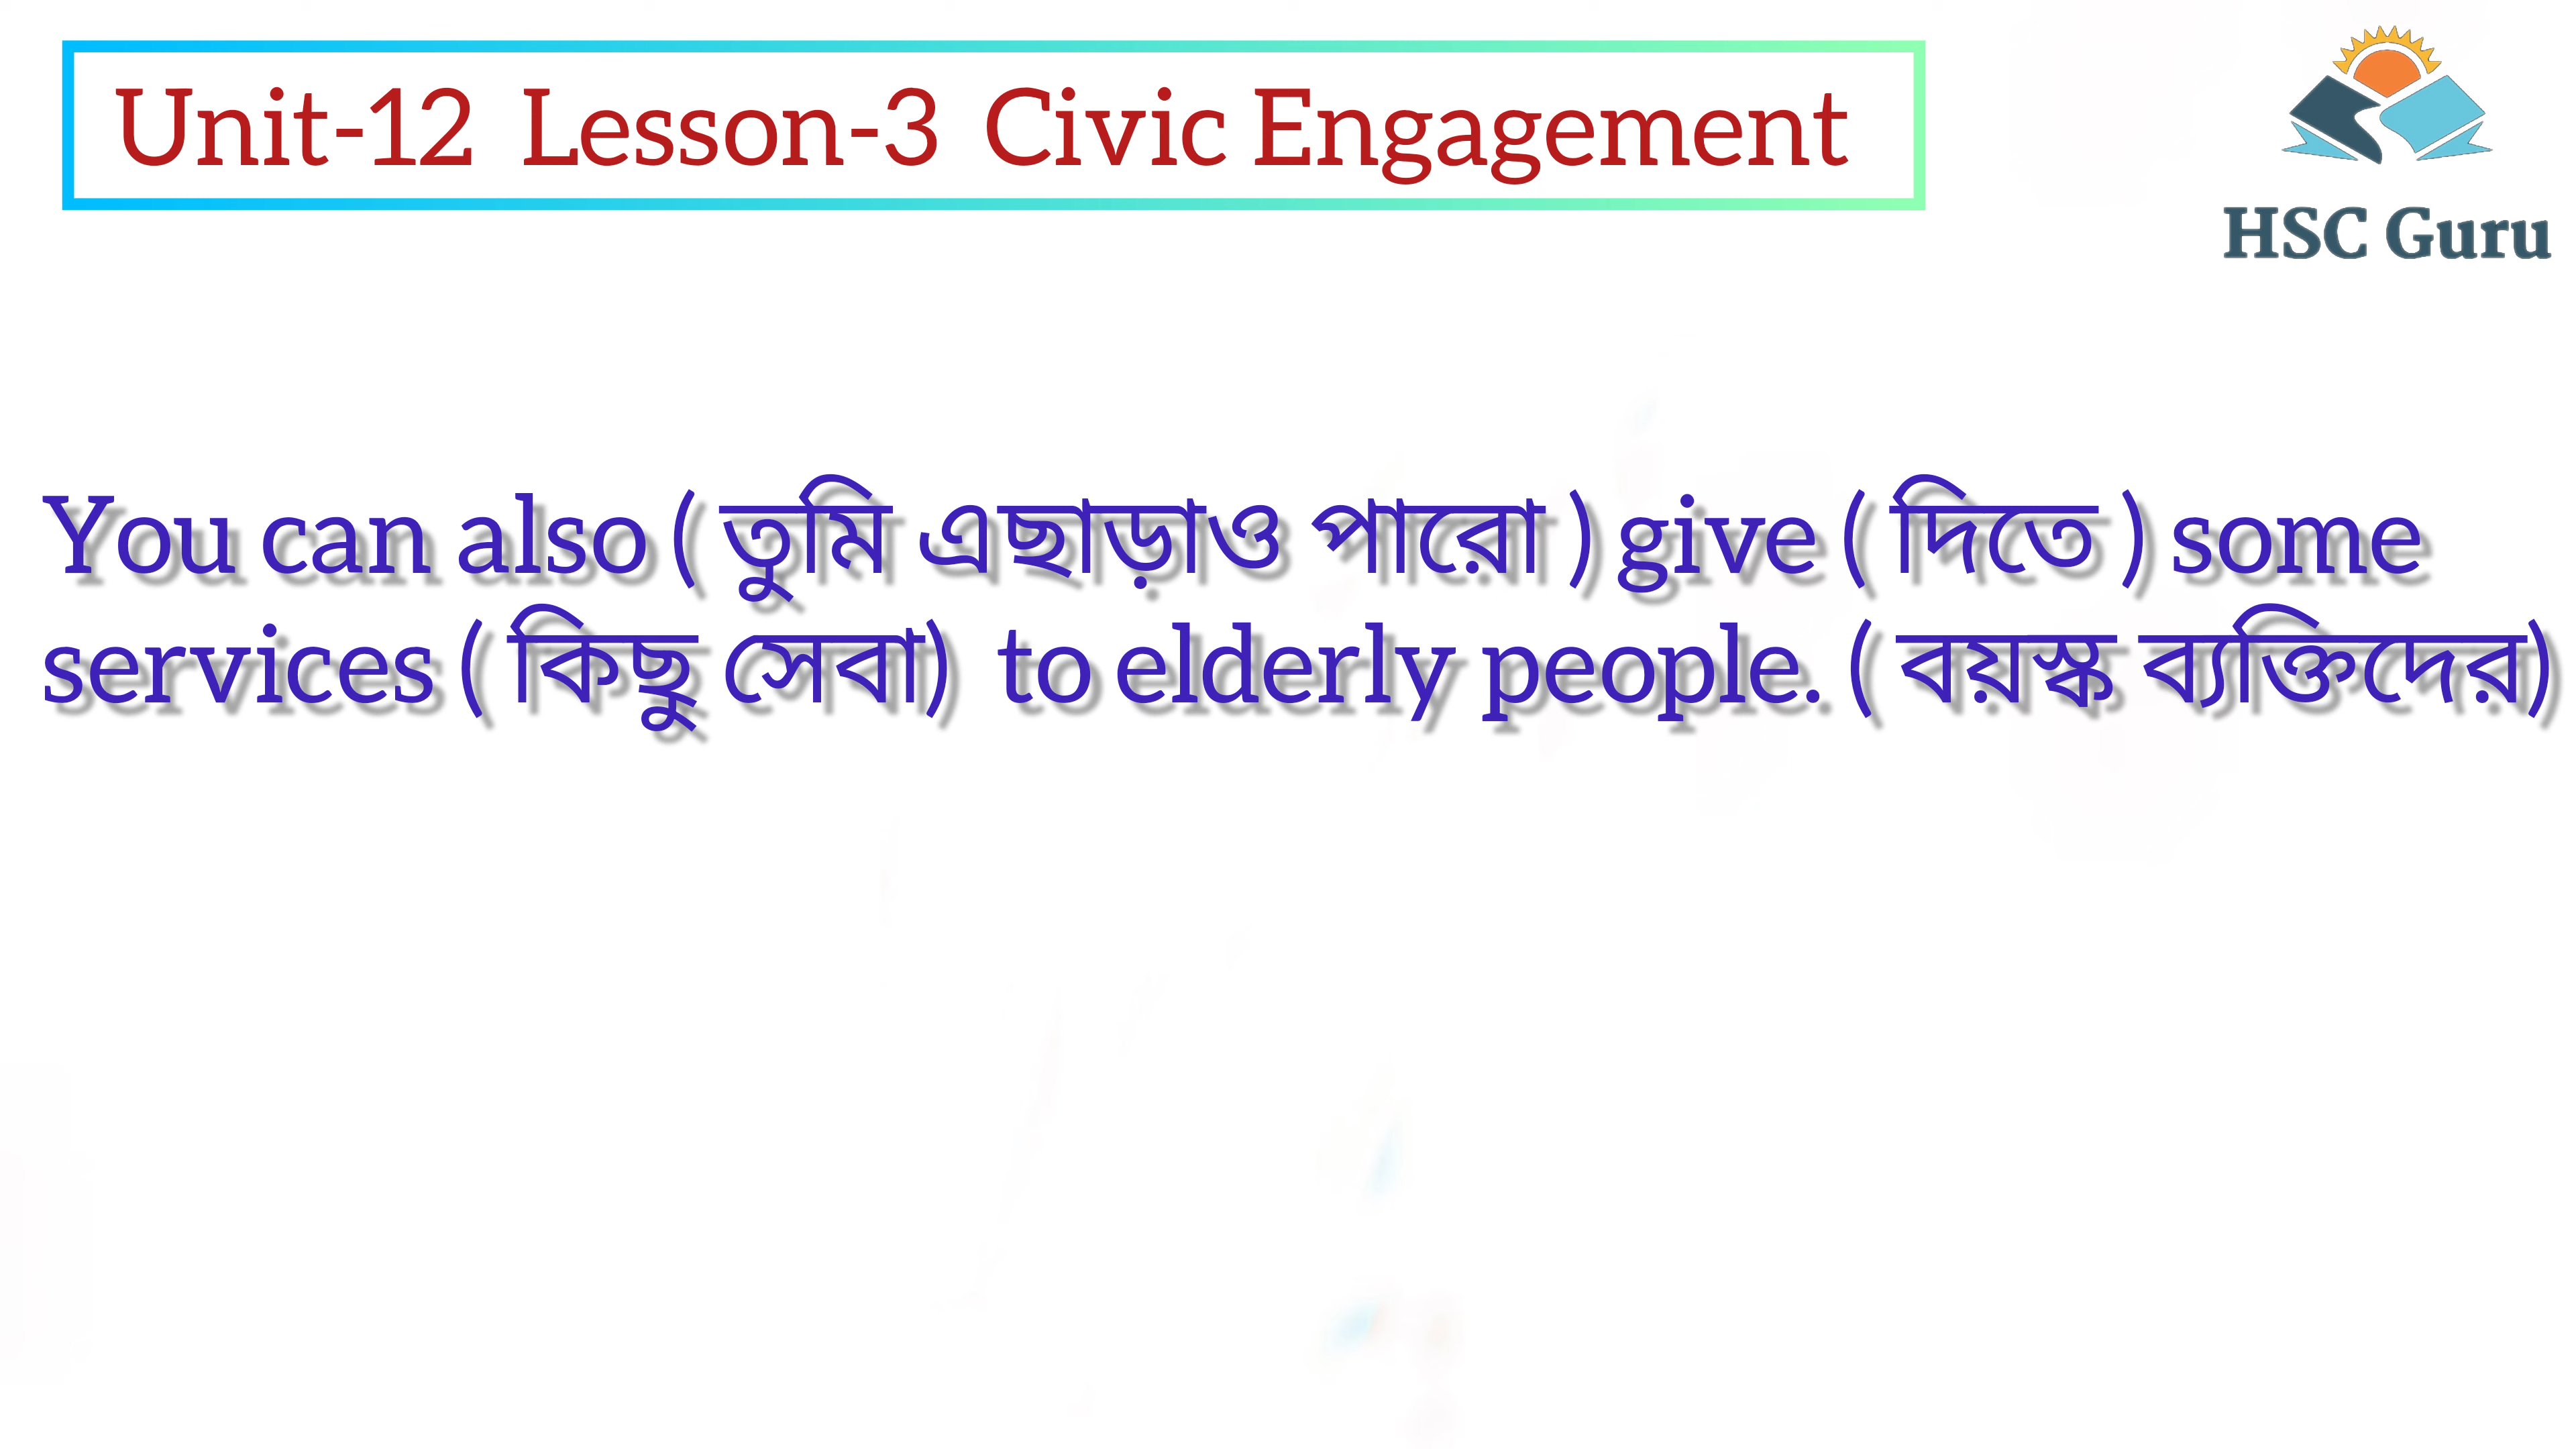 Unit-12 Lesson-3 Civic Engagement
HSC Guru
You can also ( তুমি এছাড়াও পারো ) give ( দিতে ) some
services ( কিছু সেবা) to elderly people. ( বয়স্ক ব্যক্তিদের)